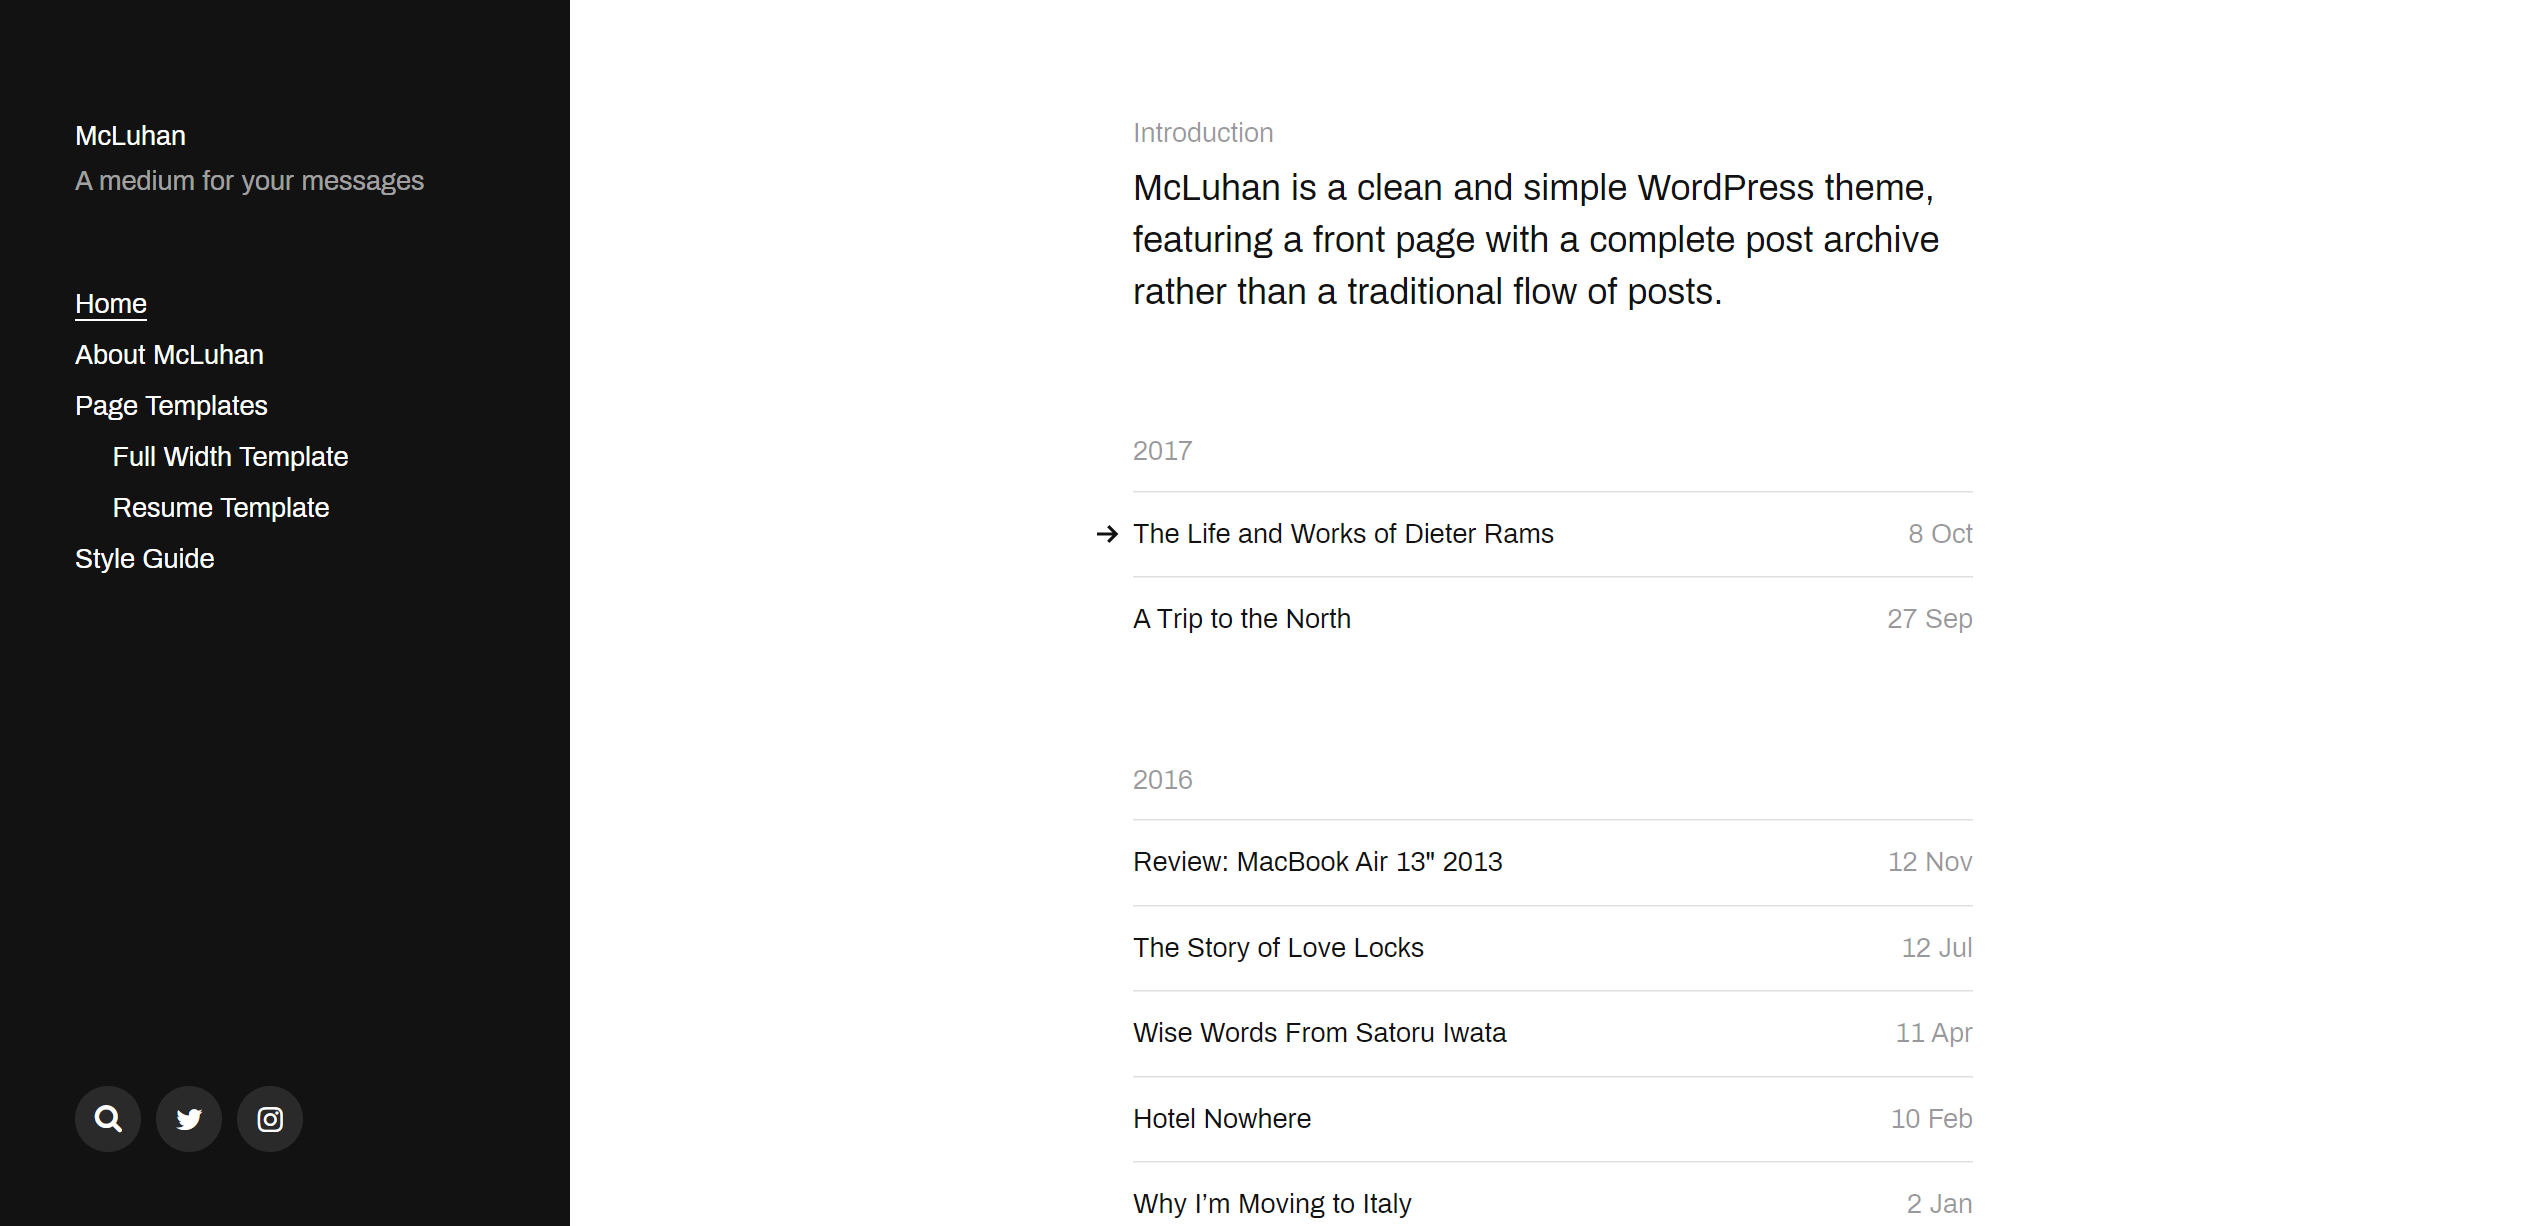 McLuhan
A medium for your messages
Home
About McLuhan
Page Templates
Full Width Template
Resume Template
Style Guide
Introduction
McLuhan is a clean and simple WordPress theme,
featuring a front page with a complete post archive
rather than a traditional flow of posts.
2017
The Life and Works of Dieter Rams 8 Oct
A Trip to the North 27 Sep
2016
Review: MacBook Air 13" 2013 12 Nov
The Story of Love Locks 12 Jul
Wise Words From Satoru Iwata 11 Apr
Hotel Nowhere 10 Feb
Why I’m Moving to Italy 2 Jan